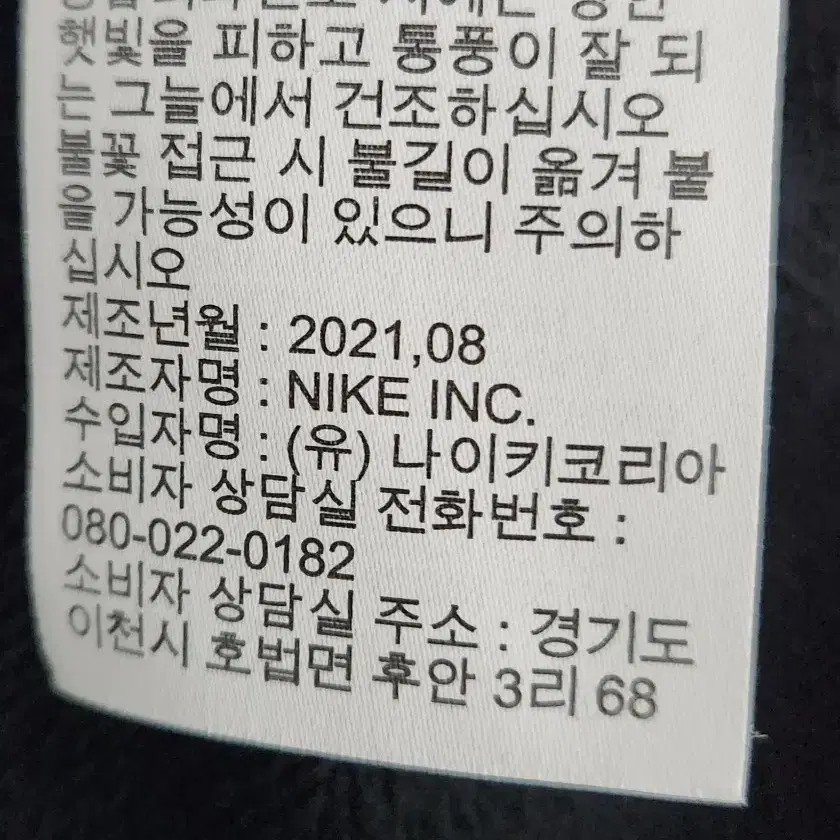 햇빛을 피하고 통풍이 잘 되
는 그늘에서 건조하십시오
불꽃 접근 시 불길이 옮겨 붙
을 가능성이 있으니 주의하
십시오
제조년월 : 2021,08
제조자명 : NIKE INC.
수입자명 : (유) 나이키코리아
소비자 상담실 전화번호 :
080-022-0182
소비자 상담실 주소 : 경기도
이천시 호법면 후안 3리 68